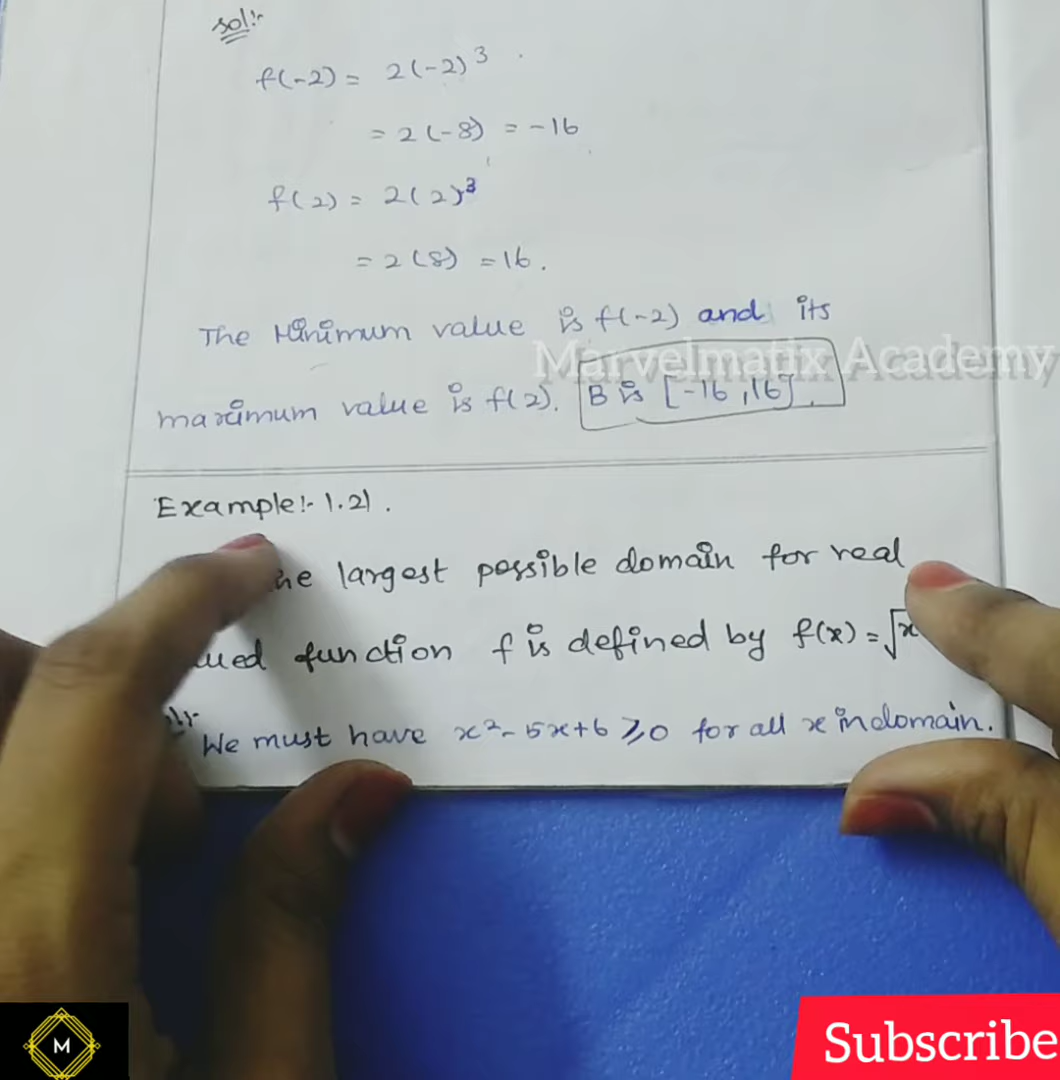 Sol:-
f(-2) = 2(-2)³
= 2(-8) = -16
f(2) = 2(2)³
= 2(8) = 16.
The Minimum value is f(-2) and its
Marvelmatix Academy
maximum value is f(2). B is [-16,16].
Example:- 1.21.
largest possible domain for real
function f is defined by f(x) = √x
We must have x²-5x+6 ≥0 for all x in domain.
M
Subscribe